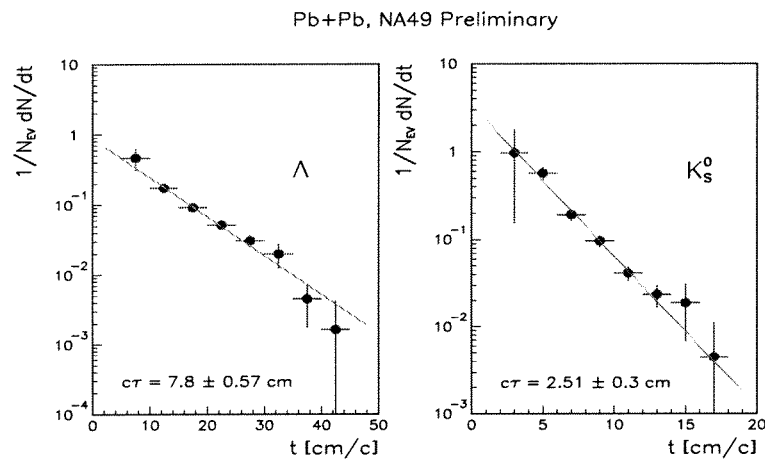 Pb+Pb, NA49 Preliminary
1/N_EV dN/dt
10
1
10^-1
10^-2
10^-3
10^-4
Λ
cτ = 7.8 ± 0.57 cm
0 10 20 30 40 50
t [cm/c]
1/N_EV dN/dt
10
1
10^-1
10^-2
10^-3
K_S^0
cτ = 2.51 ± 0.3 cm
0 5 10 15 20
t [cm/c]